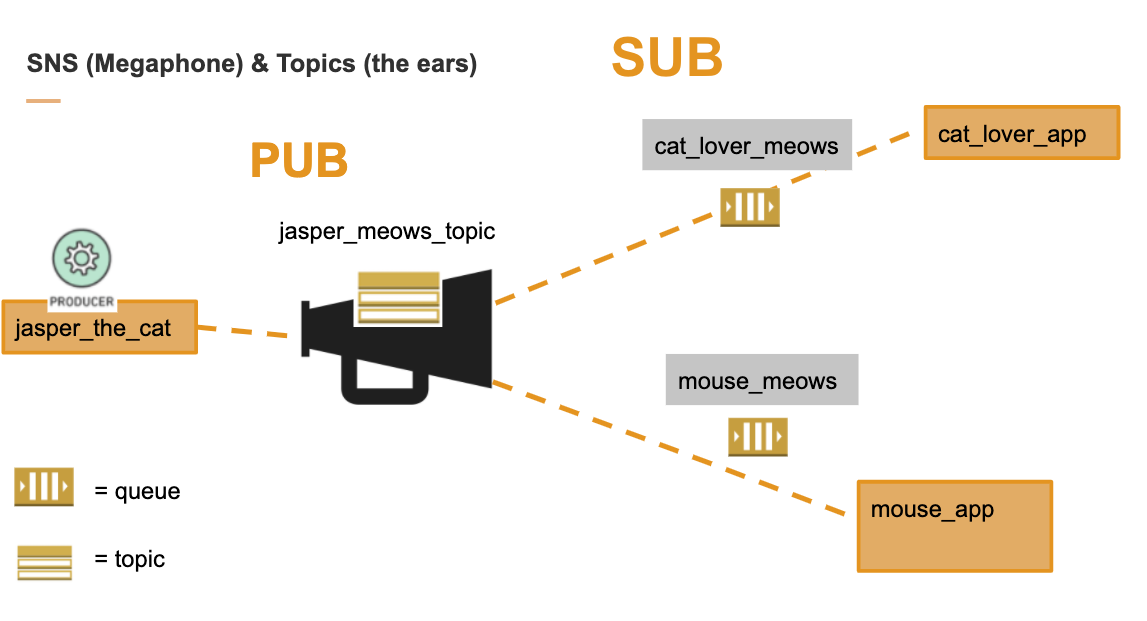 SNS (Megaphone) & Topics (the ears)
SUB
PUB
cat_lover_meows
cat_lover_app
jasper_meows_topic
PRODUCER
jasper_the_cat
mouse_meows
mouse_app
= queue
= topic